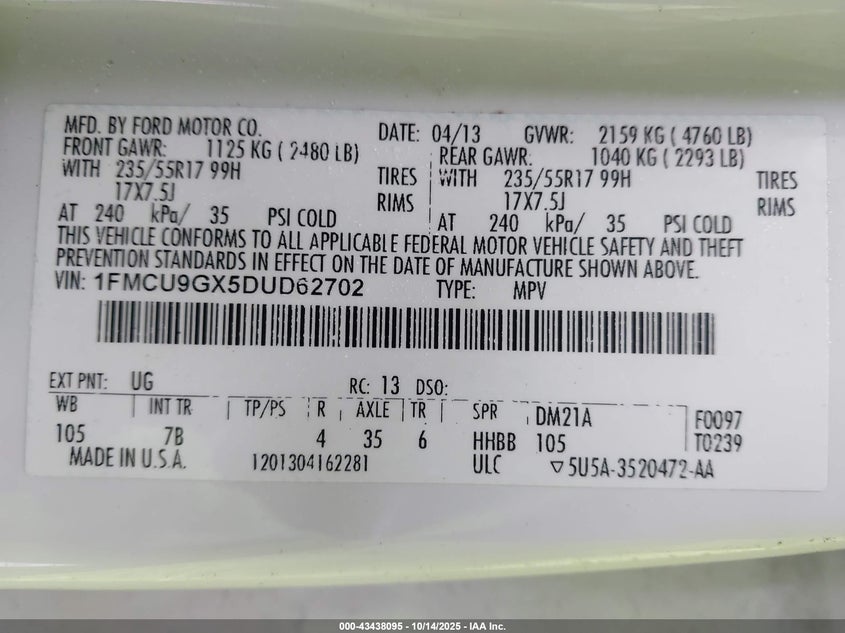 MFD. BY FORD MOTOR CO. DATE: 04/13 GVWR: 2159 KG ( 4760 LB)
FRONT GAWR: 1125 KG ( 2480 LB) REAR GAWR: 1040 KG ( 2293 LB)
WITH 235/55R17 99H TIRES WITH 235/55R17 99H TIRES
17X7.5J RIMS 17X7.5J RIMS
AT 240 kPa/ 35 PSI COLD AT 240 kPa/ 35 PSI COLD
THIS VEHICLE CONFORMS TO ALL APPLICABLE FEDERAL MOTOR VEHICLE SAFETY AND THEFT
PREVENTION STANDARDS IN EFFECT ON THE DATE OF MANUFACTURE SHOWN ABOVE.
VIN: 1FMCU9GX5DUD62702 TYPE: MPV
EXT PNT: UG RC: 13 DSO:
WB INT TR TP/PS R AXLE TR SPR DM21A F0097
105 7B 4 35 6 HHBB 105 T0239
MADE IN U.S.A. 1201304162281 ULC ▽5U5A-3520472-AA
000-43438095 - 10/14/2025 - IAA Inc.